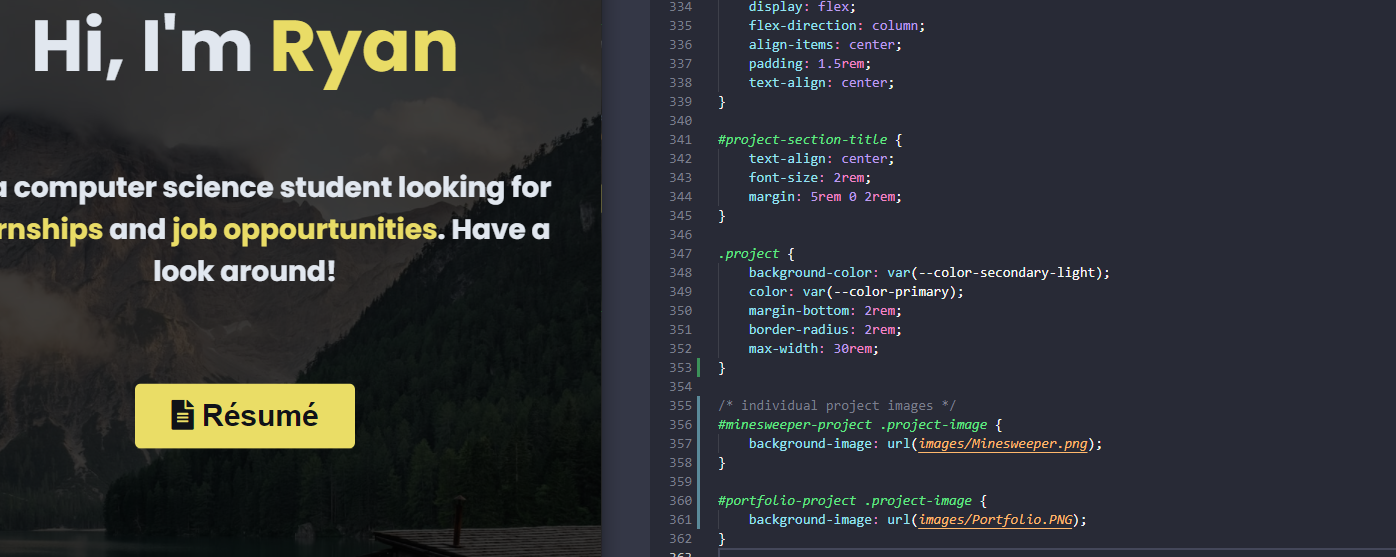 Hi, I'm Ryan
a computer science student looking for
rnships and job oppourtunities. Have a
look around!
Résumé
334 display: flex;
335 flex-direction: column;
336 align-items: center;
337 padding: 1.5rem;
338 text-align: center;
339 }
340
341 #project-section-title {
342 text-align: center;
343 font-size: 2rem;
344 margin: 5rem 0 2rem;
345 }
346
347 .project {
348 background-color: var(--color-secondary-light);
349 color: var(--color-primary);
350 margin-bottom: 2rem;
351 border-radius: 2rem;
352 max-width: 30rem;
353 }
354
355 /* individual project images */
356 #minesweeper-project .project-image {
357 background-image: url(images/Minesweeper.png);
358 }
359
360 #portfolio-project .project-image {
361 background-image: url(images/Portfolio.PNG);
362 }
363